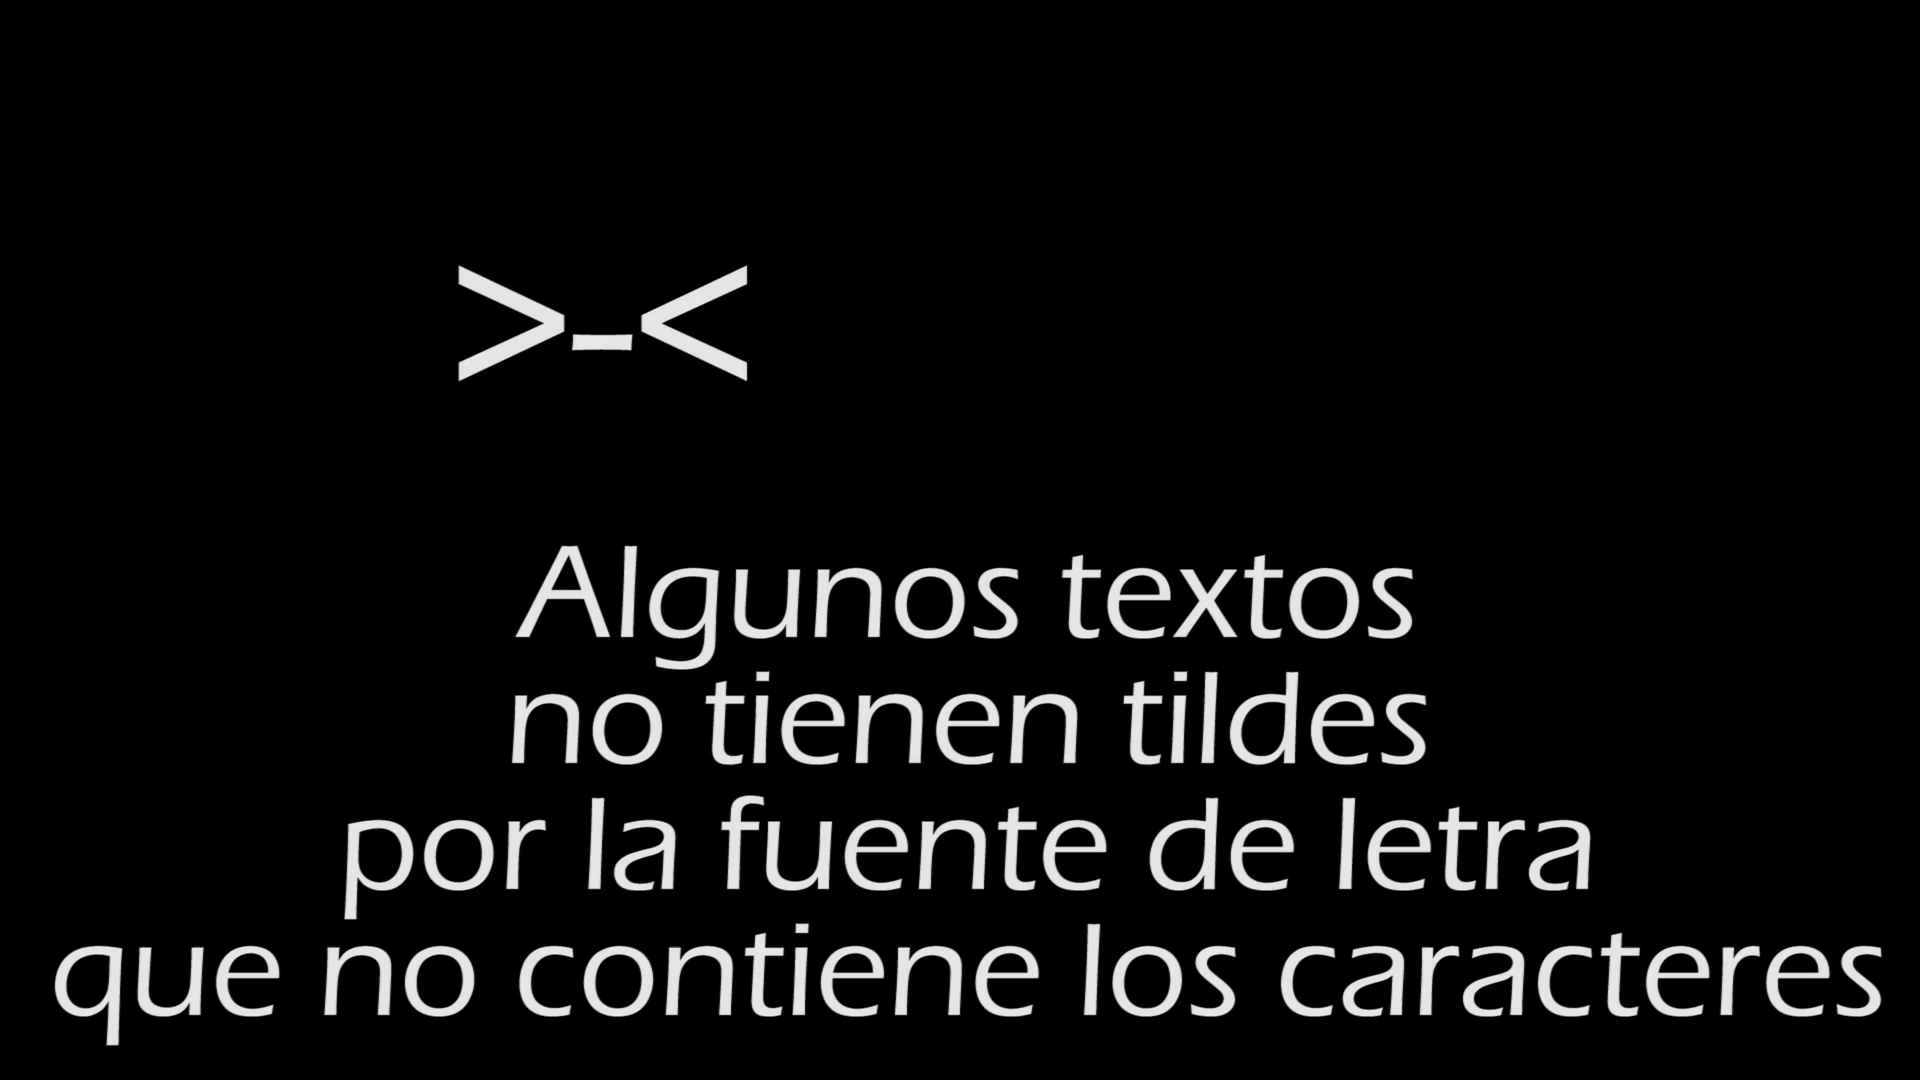 >-<
Algunos textos
no tienen tildes
por la fuente de letra
que no contiene los caracteres